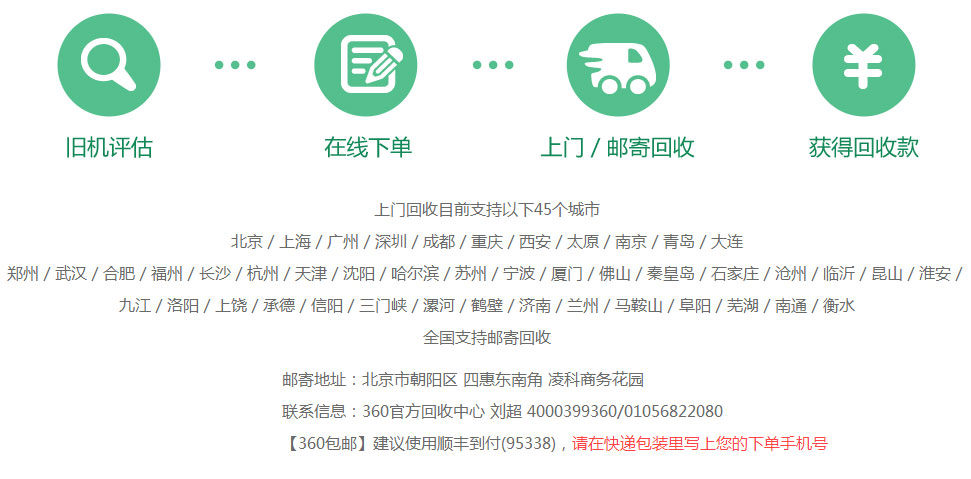 旧机评估
在线下单
上门 / 邮寄回收
获得回收款
上门回收目前支持以下45个城市
北京 / 上海 / 广州 / 深圳 / 成都 / 重庆 / 西安 / 太原 / 南京 / 青岛 / 大连
郑州 / 武汉 / 合肥 / 福州 / 长沙 / 杭州 / 天津 / 沈阳 / 哈尔滨 / 苏州 / 宁波 / 厦门 / 佛山 / 秦皇岛 / 石家庄 / 沧州 / 临沂 / 昆山 / 淮安 /
九江 / 洛阳 / 上饶 / 承德 / 信阳 / 三门峡 / 漯河 / 鹤壁 / 济南 / 兰州 / 马鞍山 / 阜阳 / 芜湖 / 南通 / 衡水
全国支持邮寄回收
邮寄地址：北京市朝阳区 四惠东南角 凌科商务花园
联系信息：360官方回收中心 刘超 4000399360/01056822080
【360包邮】建议使用顺丰到付(95338)，请在快递包装里写上您的下单手机号